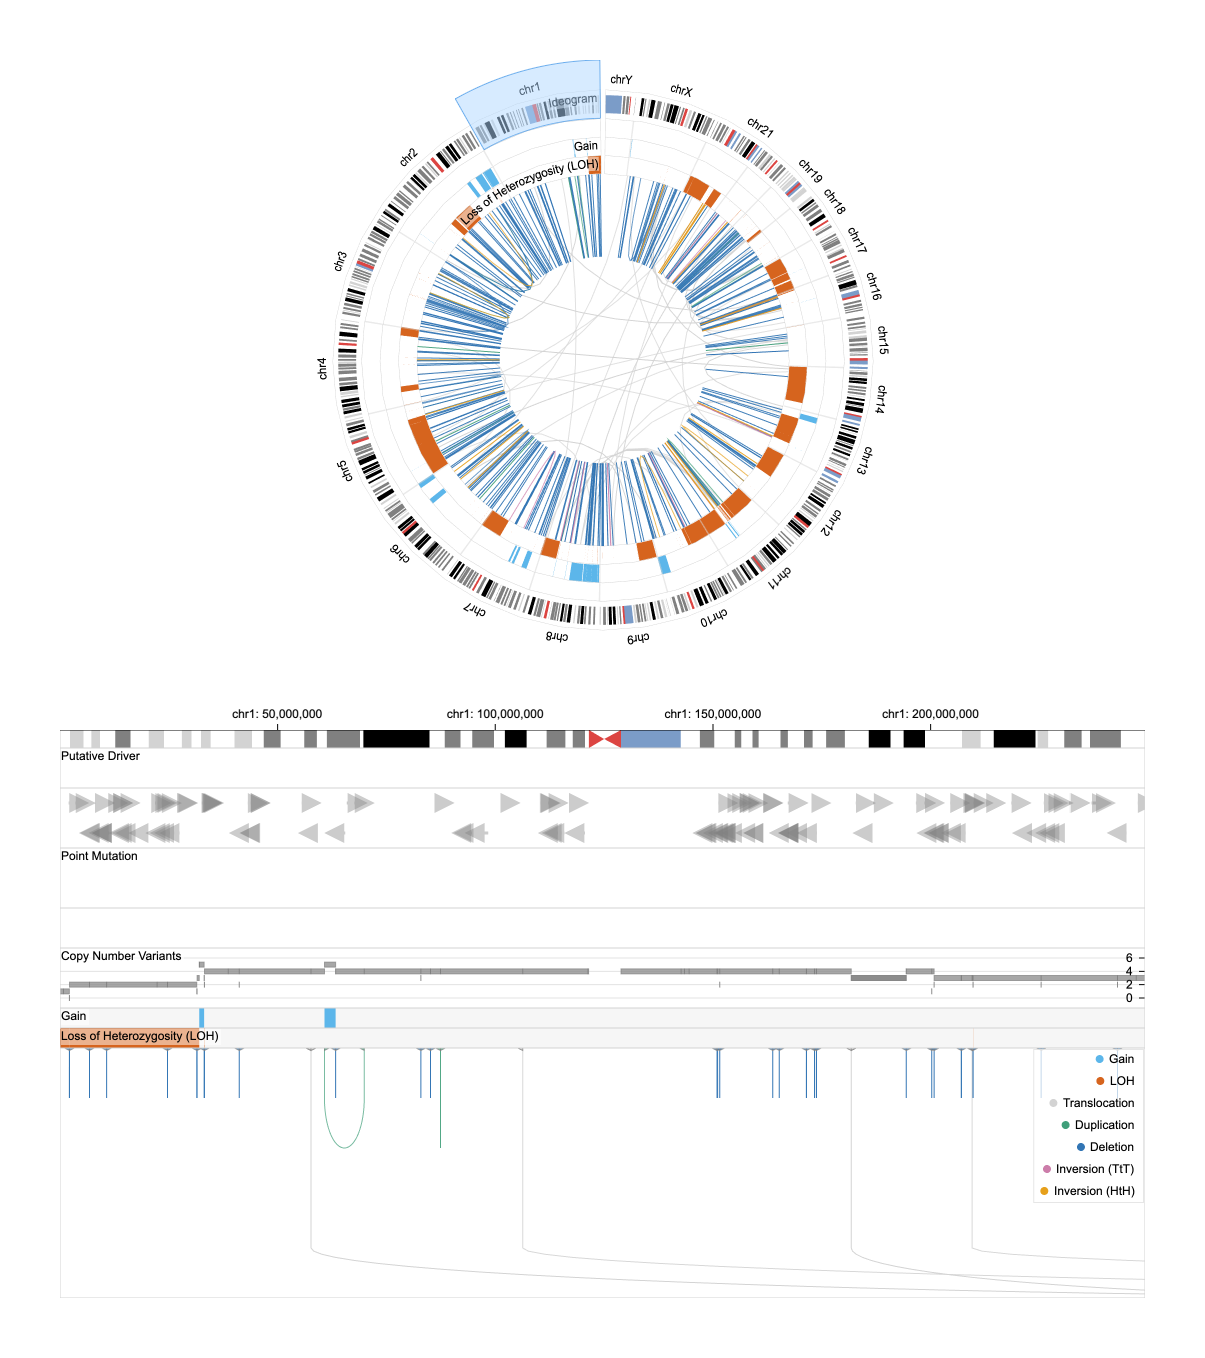 chrY
chrX
chr21
chr19
chr18
chr17
chr16
chr15
chr14
chr13
chr12
chr11
chr10
chr9
chr8
chr7
chr6
chr5
chr4
chr3
chr2
chr1
Ideogram
Gain
Loss of Heterozygosity (LOH)
chr1: 50,000,000
chr1: 100,000,000
chr1: 150,000,000
chr1: 200,000,000
Putative Driver
Point Mutation
Copy Number Variants
6
4
2
0
Gain
Loss of Heterozygosity (LOH)
Gain
LOH
Translocation
Duplication
Deletion
Inversion (TtT)
Inversion (HtH)